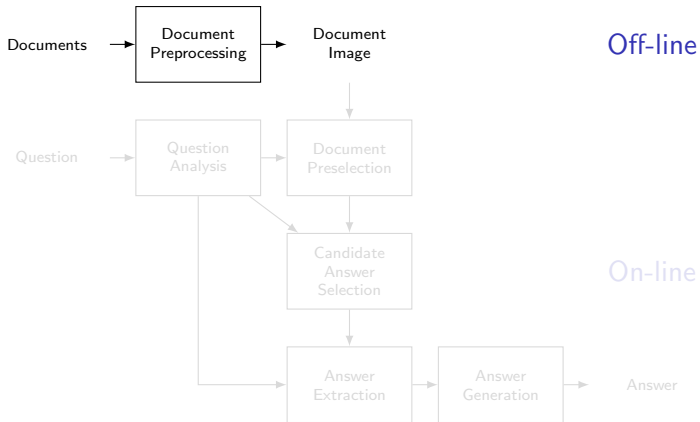 Documents
Document
Preprocessing
Document
Image
Off-line
Question
Question
Analysis
Document
Preselection
Candidate
Answer
Selection
On-line
Answer
Extraction
Answer
Generation
Answer